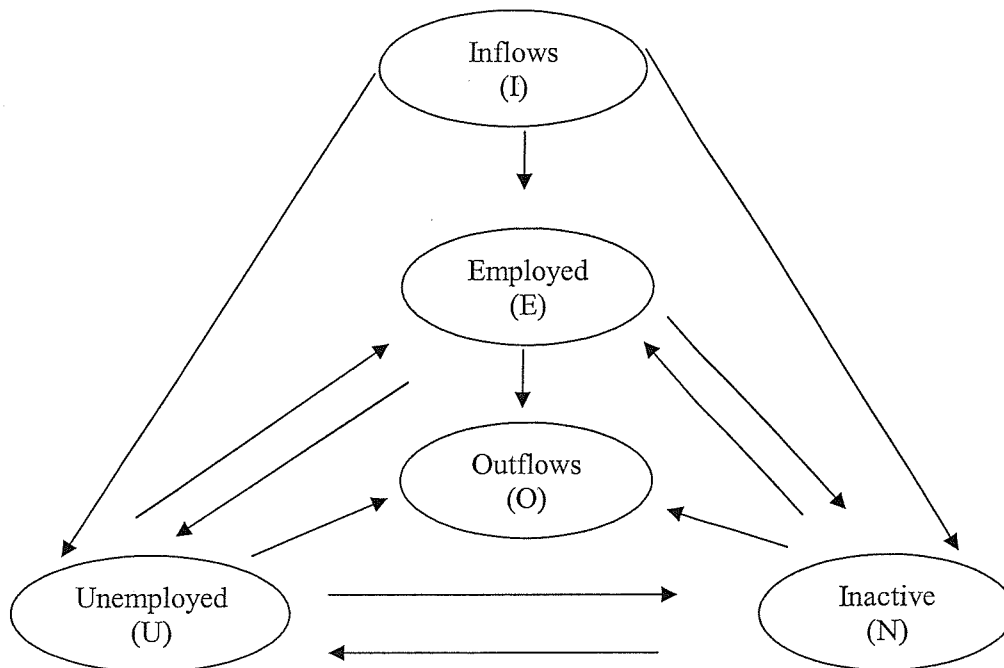 Inflows
(I)
Employed
(E)
Outflows
(O)
Unemployed
(U)
Inactive
(N)